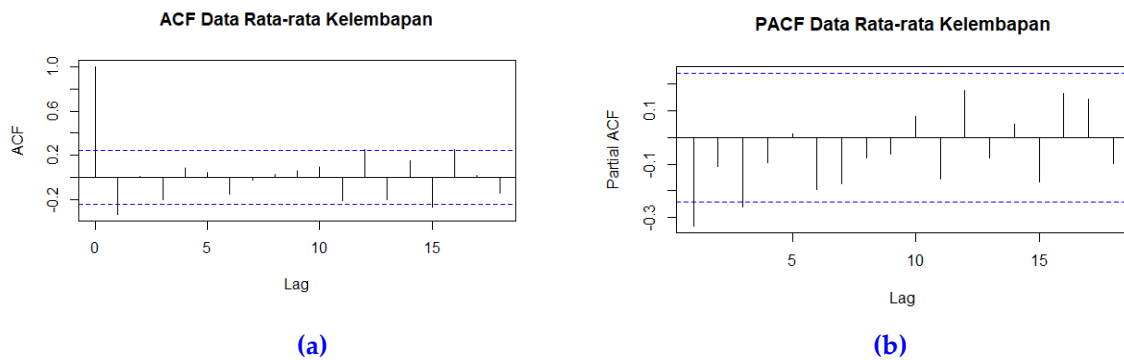 ACF Data Rata-rata Kelembapan
ACF
-0.2 0.2 0.6 1.0
0 5 10 15
Lag
(a)
PACF Data Rata-rata Kelembapan
Partial ACF
-0.3 -0.1 0.1
5 10 15
Lag
(b)